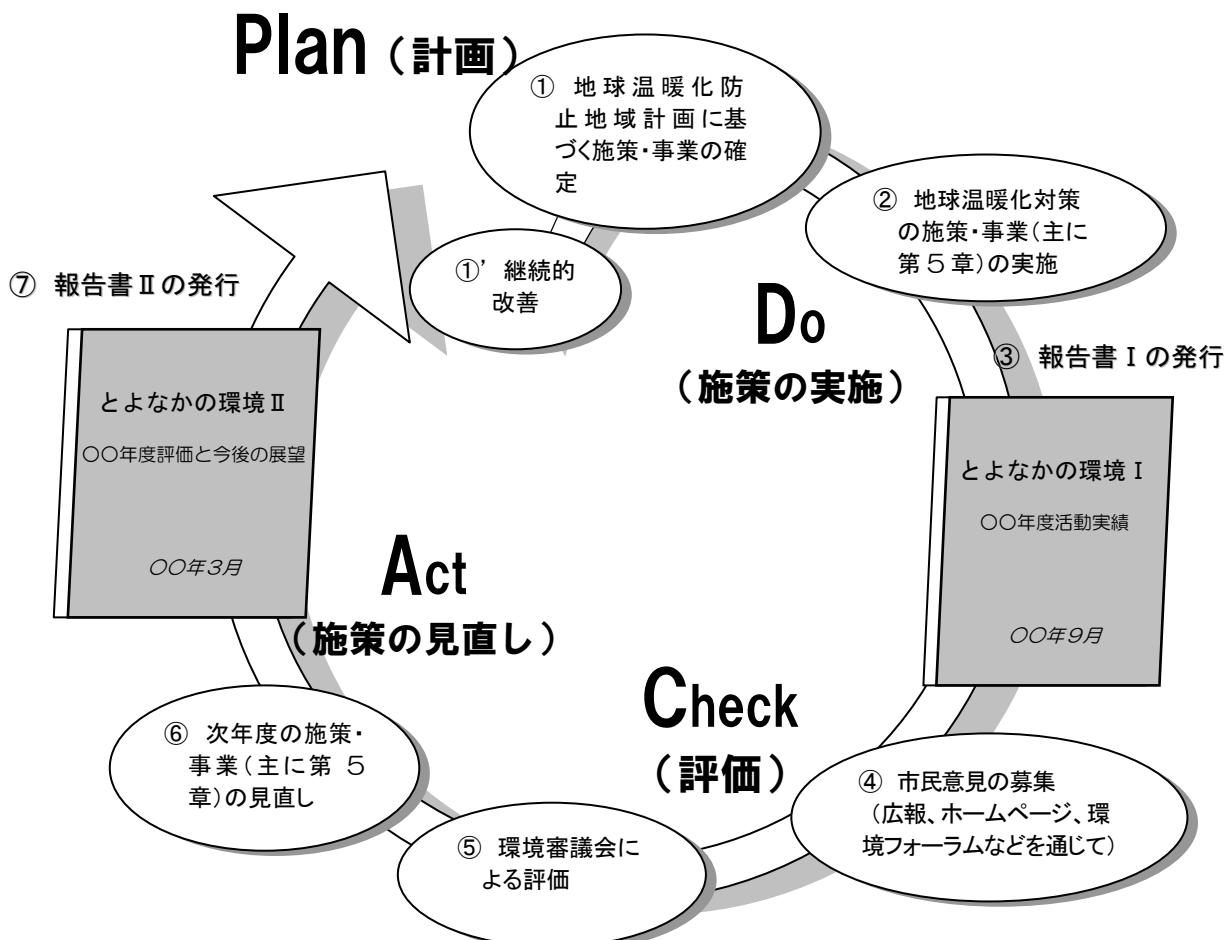 Plan（計画）
① 地球温暖化防
止地域計画に基
づく施策・事業の確
定
①’ 継続的
改善
② 地球温暖化対策
の施策・事業（主に
第５章）の実施
Do
（施策の実施）
③ 報告書Ⅰの発行
とよなかの環境Ⅰ
〇〇年度活動実績
〇〇年９月
Check
（評価）
④ 市民意見の募集
（広報、ホームページ、環
境フォーラムなどを通じて）
⑤ 環境審議会に
よる評価
Act
（施策の見直し）
⑥ 次年度の施策・
事業（主に第 ５
章）の見直し
⑦ 報告書Ⅱの発行
とよなかの環境Ⅱ
〇〇年度評価と今後の展望
〇〇年３月